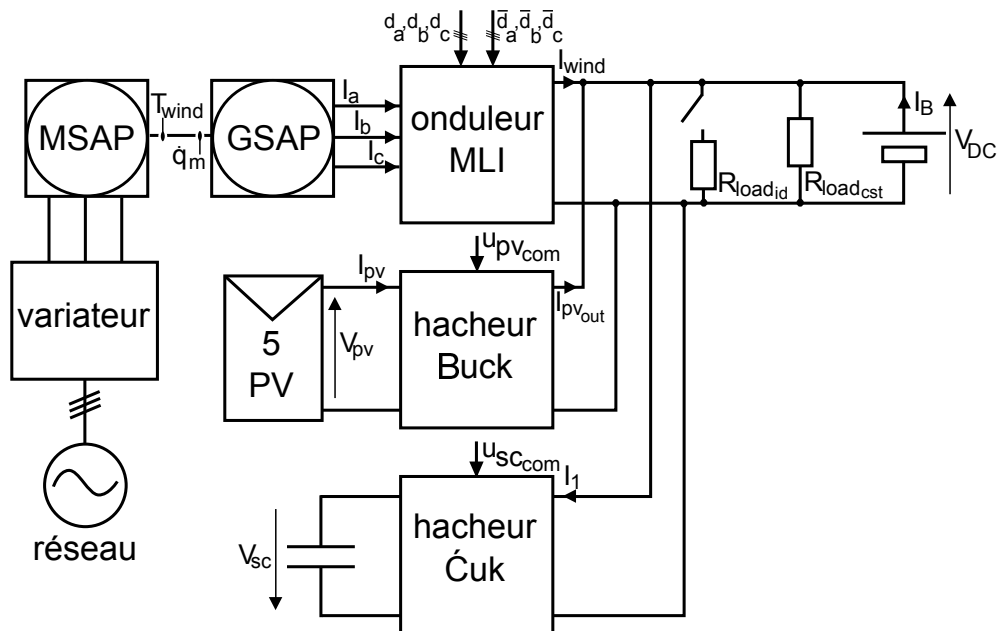 d_a,d_b,d_c
d̄_a,d̄_b,d̄_c
I_wind
MSAP
T_wind
q̇_m
GSAP
I_a
I_b
I_c
onduleur
MLI
R_load_id
R_load_cst
I_B
V_DC
variateur
réseau
5
PV
I_pv
V_pv
u_pv_com
hacheur
Buck
I_pv_out
u_sc_com
I_1
hacheur
Ćuk
V_sc